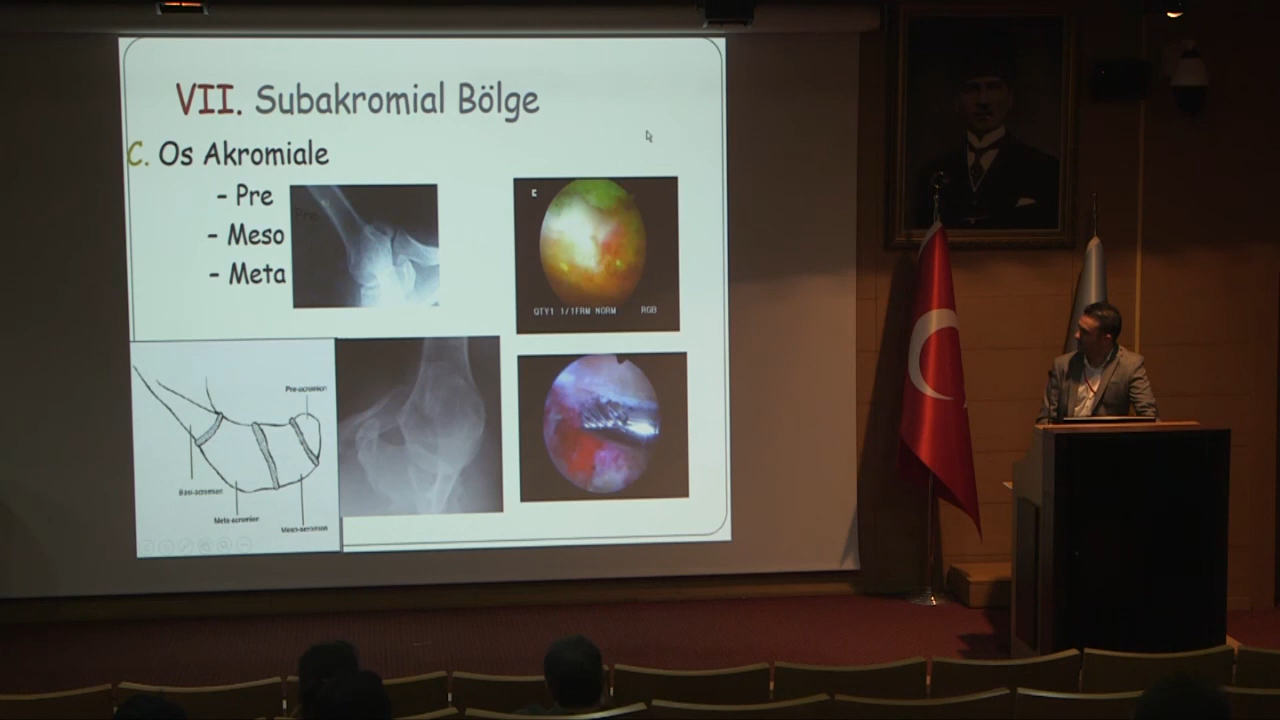 VII. Subakromial Bölge
C. Os Akromiale
- Pre
Pre
- Meso
- Meta
QTY1 1/1FRM NORM RGB
Pre-acromion
Basi-acromion
Meta-acromion
Meso-acromion